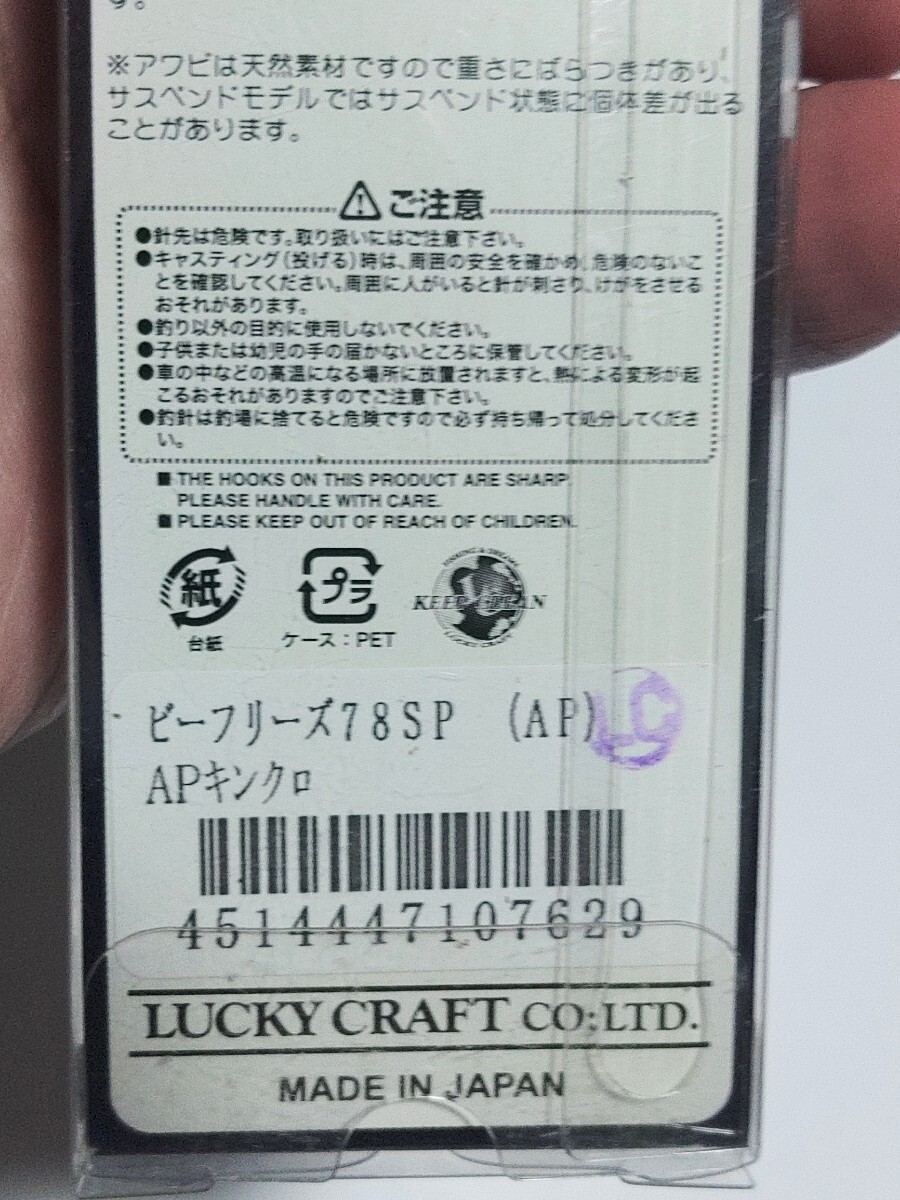 す。
※アワビは天然素材ですので重さにばらつきがあり、
サスペンドモデルではサスペンド状態に個体差が出る
ことがあります。
ご注意
●針先は危険です。取り扱いにはご注意下さい。
●キャスティング(投げる)時は、周囲の安全を確かめ、危険のないこ
とを確認してください。周囲に人がいると針が刺さり、けがをさせる
おそれがあります。
●釣り以外の目的に使用しないでください。
●子供または幼児の手の届かないところに保管してください。
●車の中などの高温になる場所に放置されますと、熱による変形が起
こるおそれがありますのでご注意下さい。
●釣針は釣場に捨てると危険ですので必ず持ち帰って処分してくださ
い。
■ THE HOOKS ON THIS PRODUCT ARE SHARP.
PLEASE HANDLE WITH CARE.
■ PLEASE KEEP OUT OF REACH OF CHILDREN.
紙
プラ
KEEP CLEAN
LUCKY CRAFT
台紙
ケース:PET
ビーフリーズ78SP (AP)
LC
APキンクロ
4514447107629
LUCKY CRAFT CO:LTD.
MADE IN JAPAN